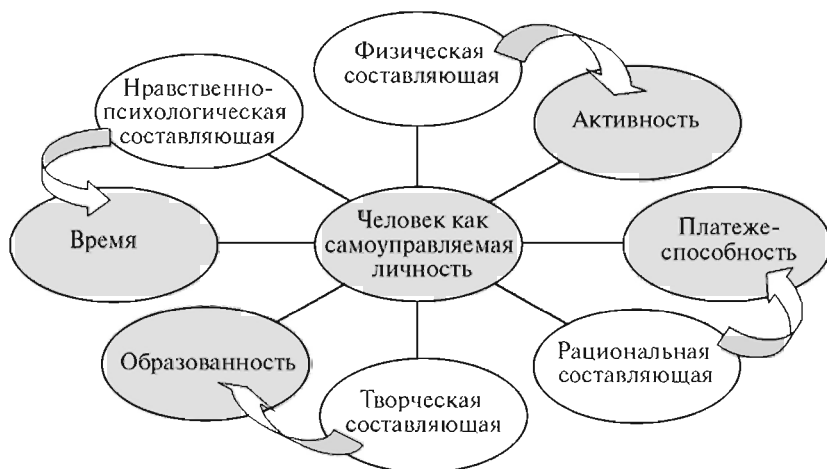 Физическая
составляющая
Нравственно-
психологическая
составляющая
Активность
Время
Человек как
самоуправляемая
личность
Платеже-
способность
Образованность
Рациональная
составляющая
Творческая
составляющая